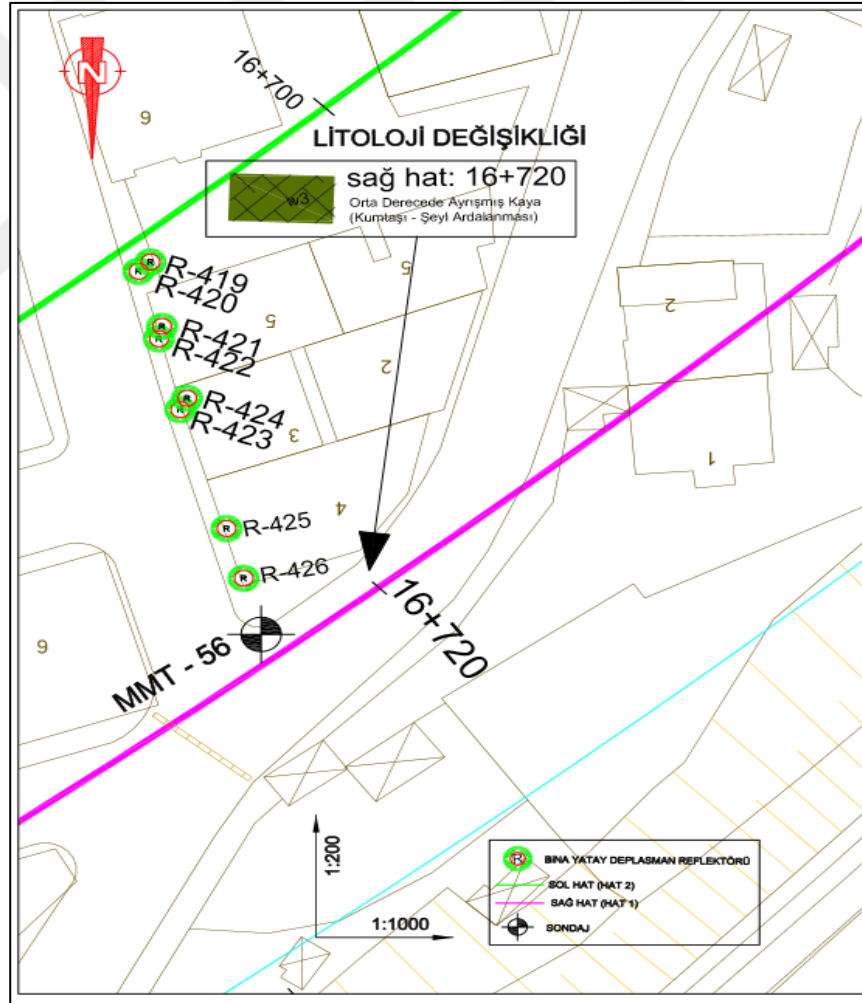 N
6
16+700
LİTOLOJİ DEĞİŞİKLİĞİ
w3
sağ hat: 16+720
Orta Derecede Ayrışmış Kaya
(Kumtaşı - Şeyl Ardalanması)
R
R-419
R
R-420
R
R-421
R
R-422
R
R-424
R
R-423
R
R-425
R
R-426
5
5
2
3
4
2
1
6
16+720
MMT - 56
1:200
1:1000
R
BİNA YATAY DEPLASMAN REFLEKTÖRÜ
SOL HAT (HAT 2)
SAĞ HAT (HAT 1)
SONDAJ